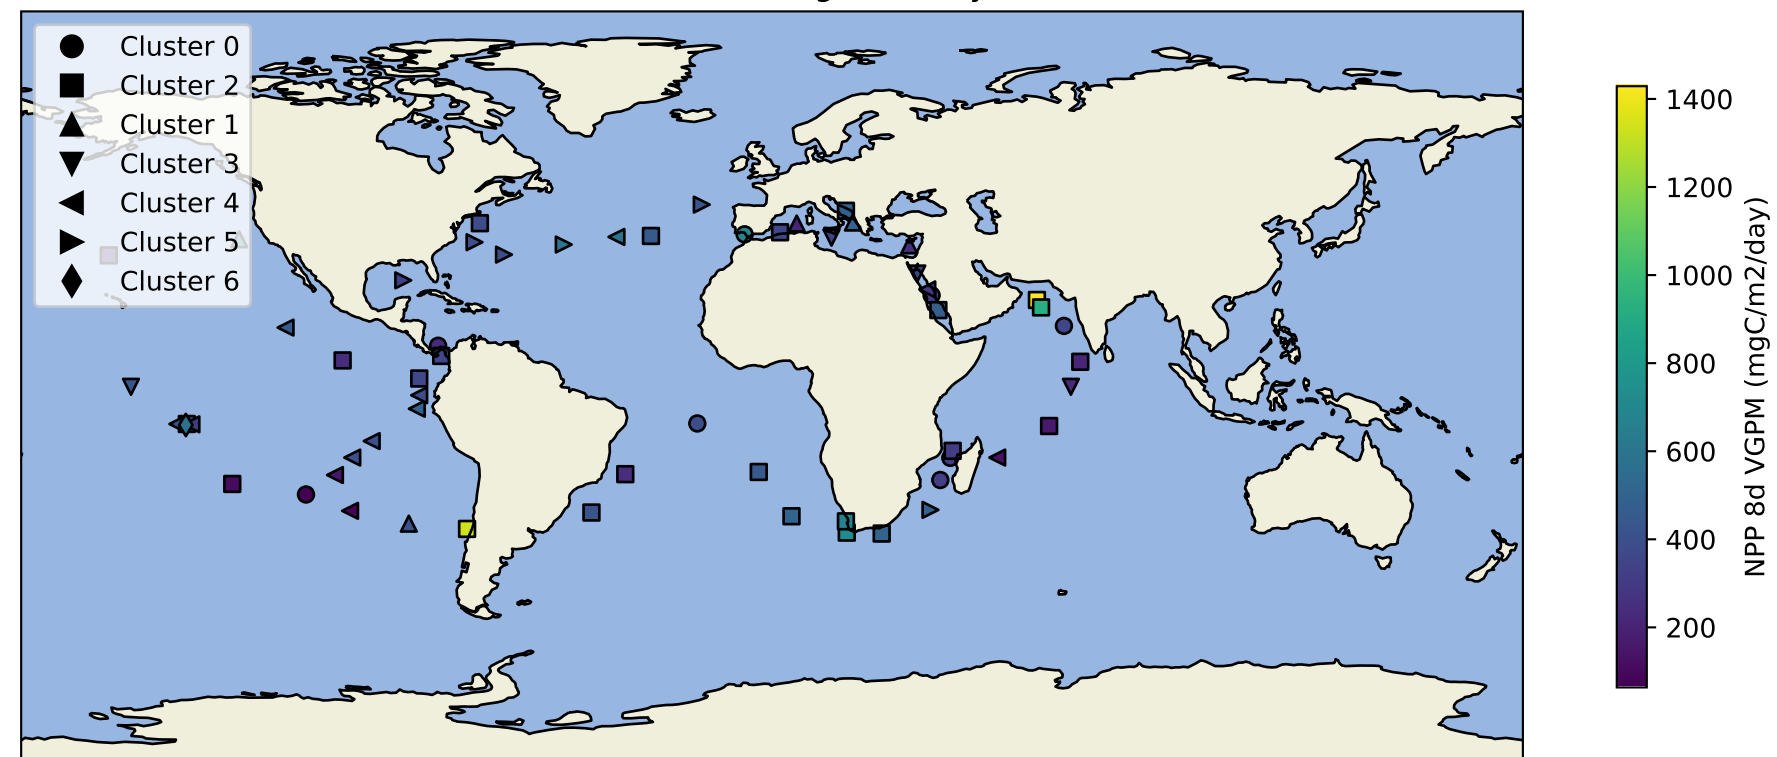 Cluster 0
Cluster 2
Cluster 1
Cluster 3
Cluster 4
Cluster 5
Cluster 6
1400
1200
1000
800
600
400
200
NPP 8d VGPM (mgC/m2/day)